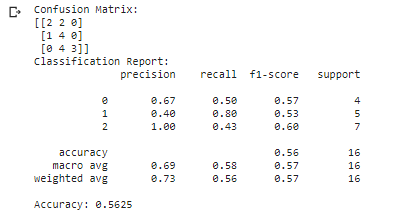 Confusion Matrix:
[[2 2 0]
 [1 4 0]
 [0 4 3]]
Classification Report:
              precision    recall  f1-score   support

           0       0.67      0.50      0.57         4
           1       0.40      0.80      0.53         5
           2       1.00      0.43      0.60         7

    accuracy                           0.56        16
   macro avg       0.69      0.58      0.57        16
weighted avg       0.73      0.56      0.57        16

Accuracy: 0.5625